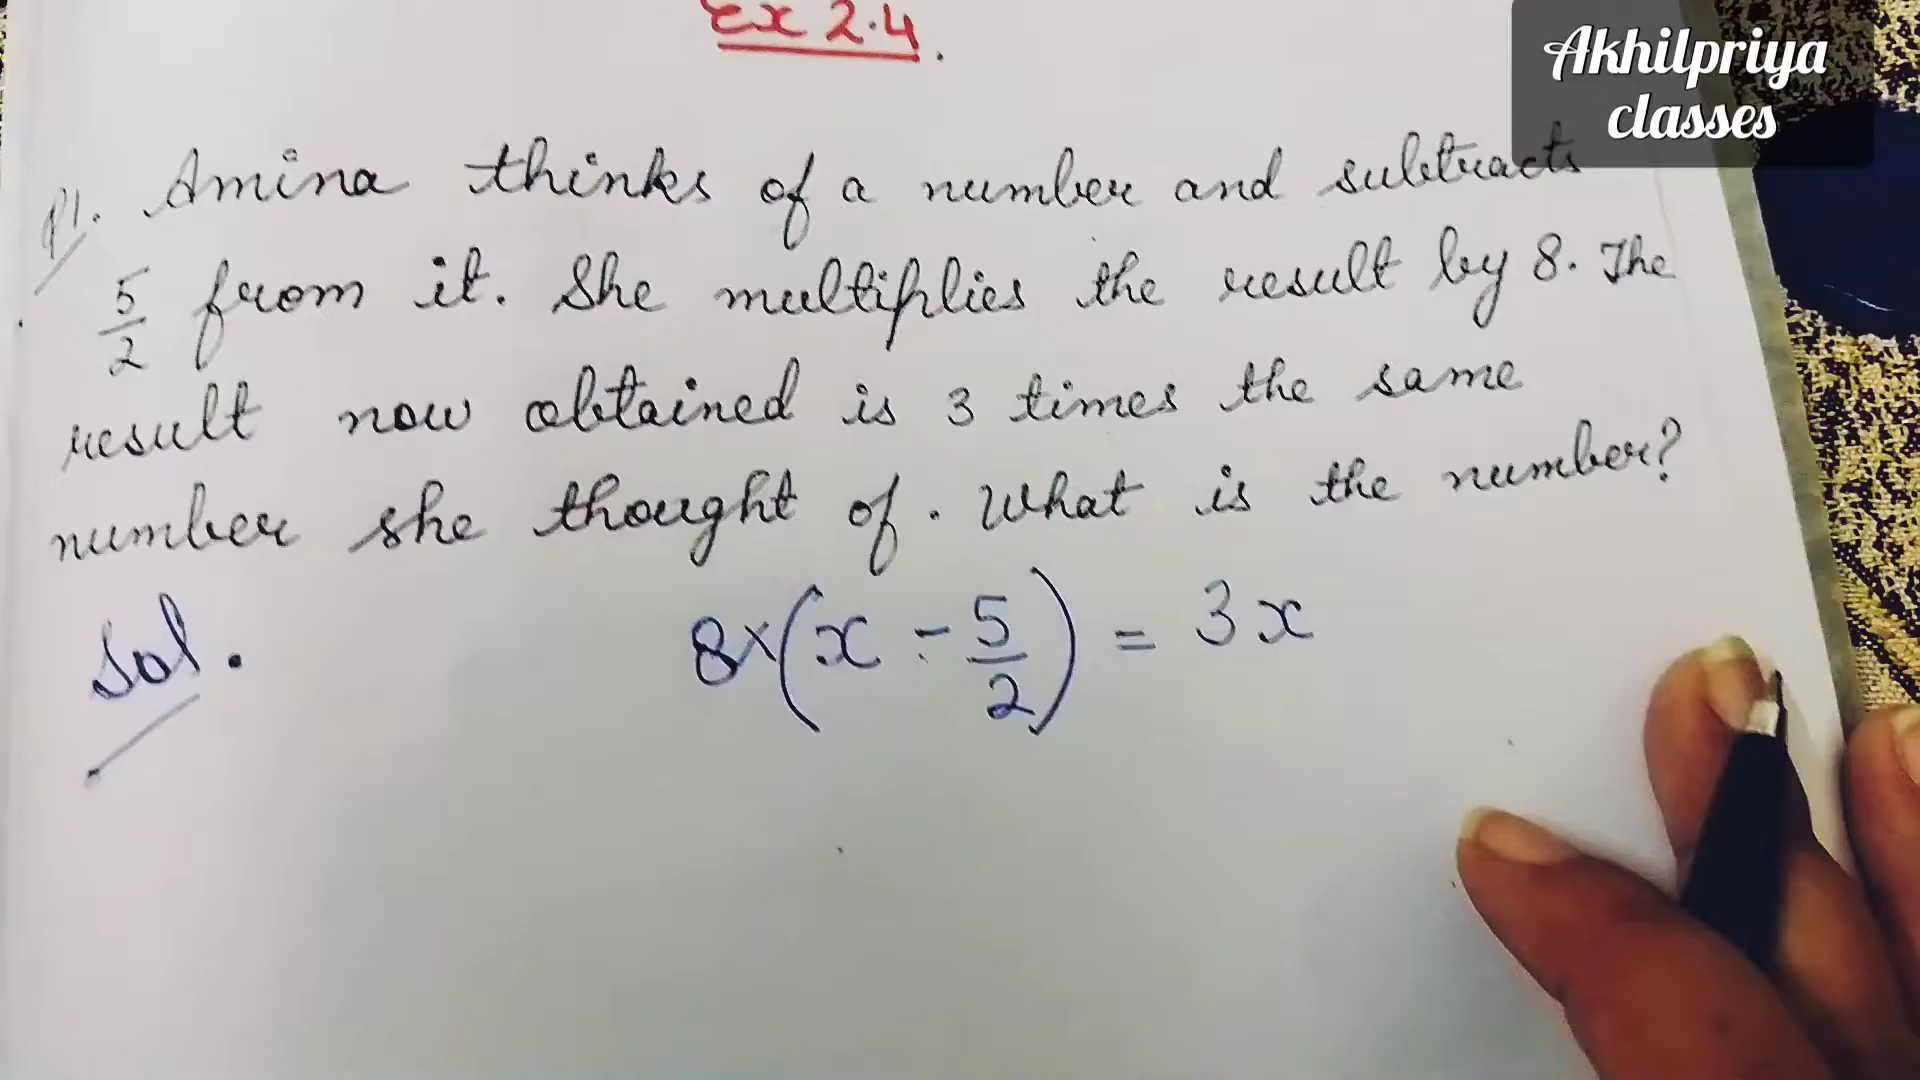 Ex 2.4.
Akhilpriya
classes
Q1. Amina thinks of a number and subtracts
5/2 from it. She multiplies the result by 8. The
result now obtained is 3 times the same
number she thought of. What is the number?
Sol. 8×(x - 5/2) = 3x